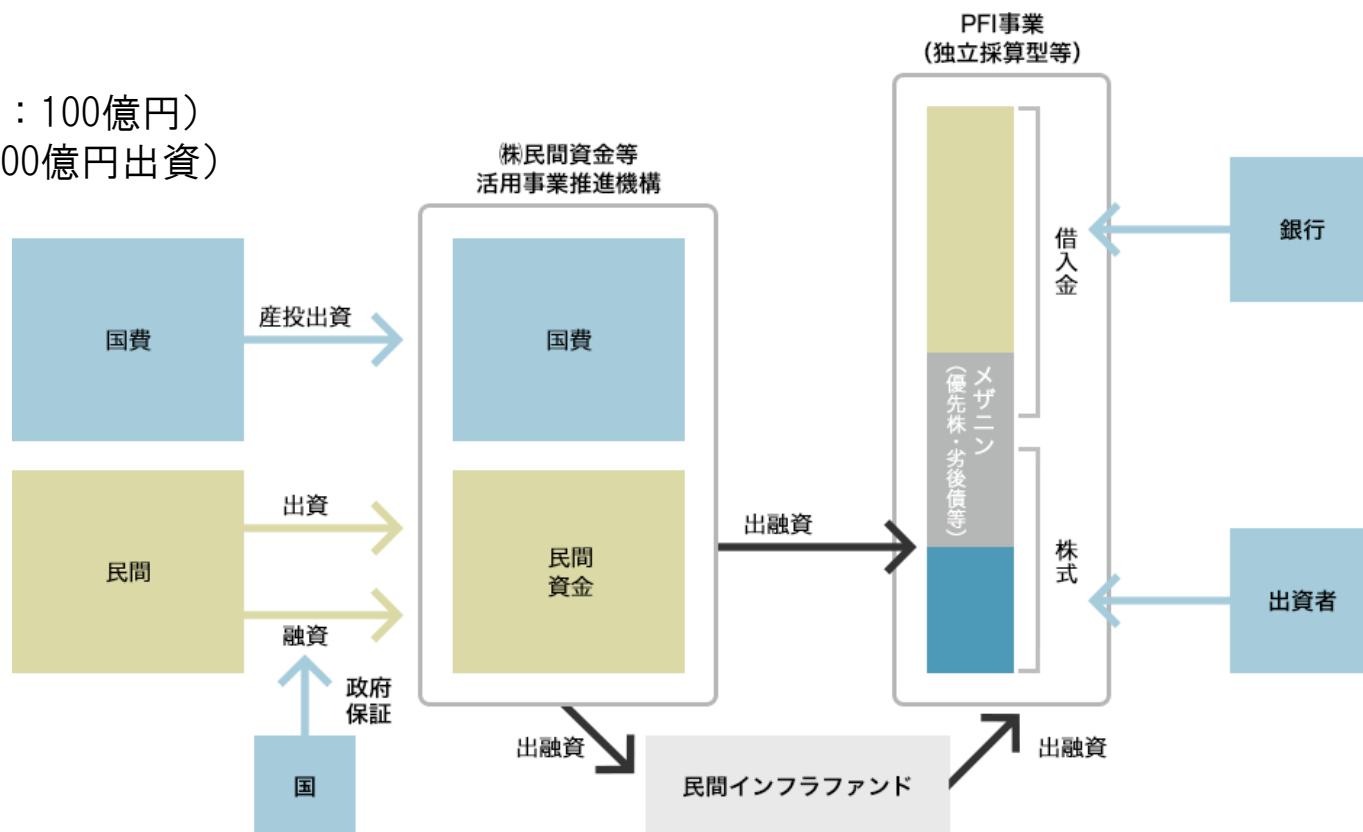 ：100億円）
00億円出資）
PFI事業
（独立採算型等）
㈱民間資金等
活用事業推進機構
国費
産投出資
国費
民間
出資
融資
民間
資金
政府
保証
国
出融資
出融資
民間インフラファンド
出融資
借入金
メザニン
（優先株・劣後債等）
株式
銀行
出資者